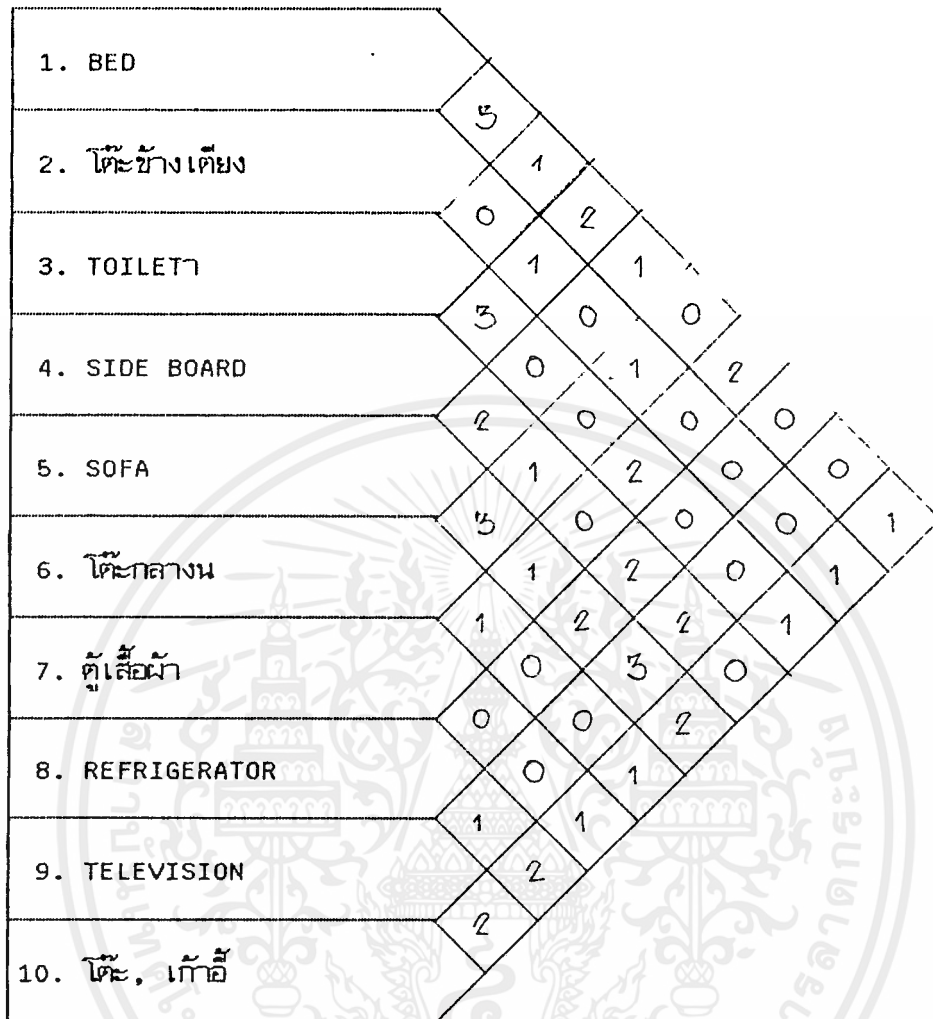 1. BED
3
2. โต๊ะข้างเตียง 1
0 2
3. TOILETา 1 1
3 0 0
4. SIDE BOARD 0 1 2
2 0 0 0
5. SOFA 1 2 0 0
3 0 0 0 1
6. โต๊ะกลางน 1 2 0 1
1 2 2 1
7. ตู้เสื้อผ้า 0 3 0
0 0 2
8. REFRIGERATOR 0 1
1 1
9. TELEVISION 2
2
10. โต๊ะ, เก้าอี้